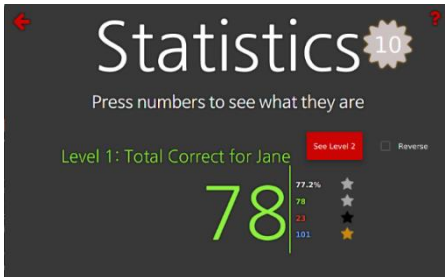 ?
Statistics 10
Press numbers to see what they are
See Level 2 Reverse
Level 1: Total Correct for Jane
78
77.2%
78
23
101